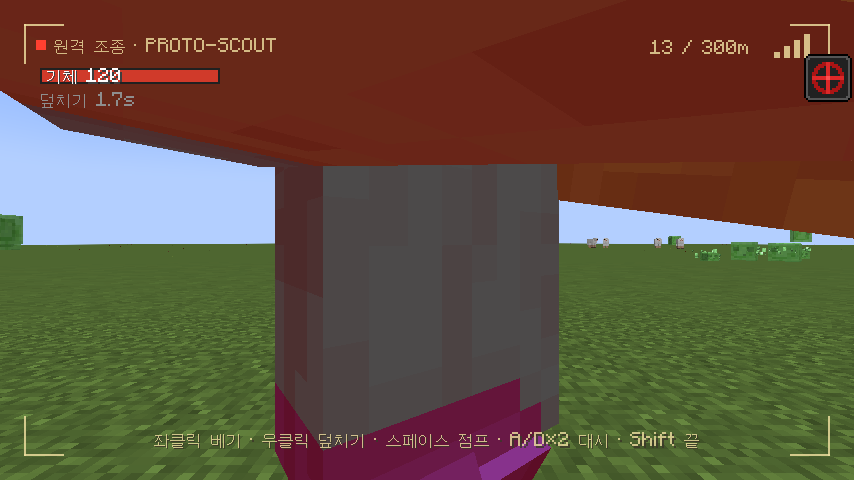 원격 조종 · PROTO-SCOUT
13 / 300m
기체 120
덮치기 1.7s
좌클릭 베기 · 우클릭 덮치기 · 스페이스 점프 · A/D×2 대시 · Shift 끝